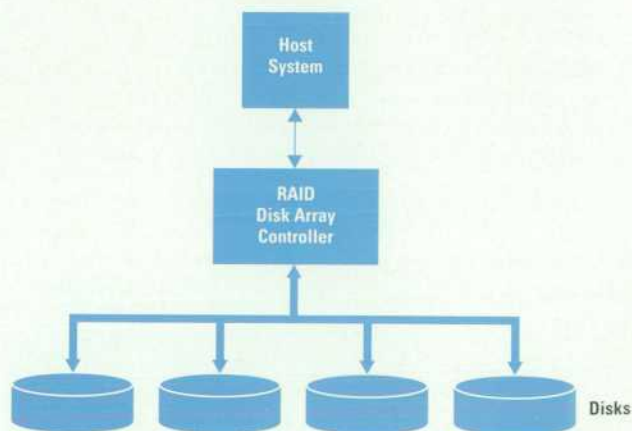 Host
System
RAID
Disk Array
Controller
Disks